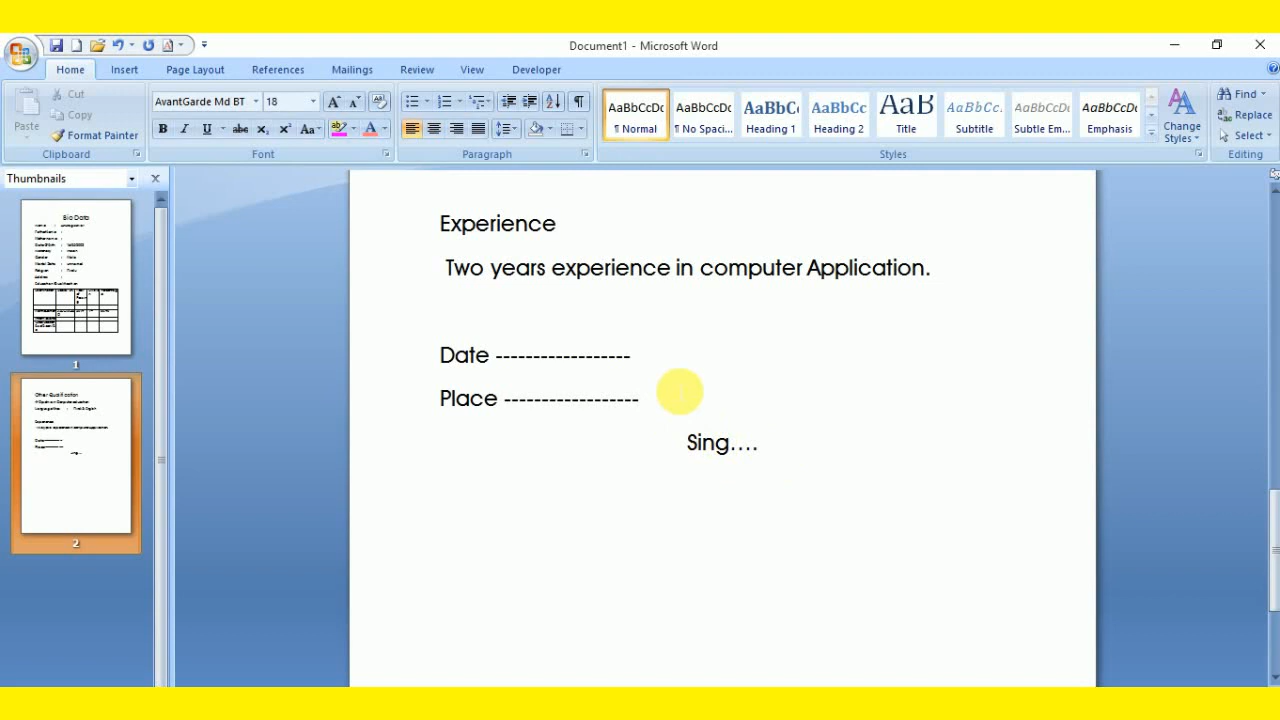 Document1 - Microsoft Word
Home Insert Page Layout References Mailings Review View Developer
Paste
Cut
Copy
Format Painter
Clipboard
AvantGarde Md BT 18
Font
Paragraph
AaBbCcDc AaBbCcDc AaBbC AaBbCc AaB AaBbCc. AaBbCcDc AaBbCcDc
¶ Normal ¶ No Spaci... Heading 1 Heading 2 Title Subtitle Subtle Em... Emphasis
Change
Styles
Styles
Find
Replace
Select
Editing
Thumbnails
Bio Data
1
Other Qualification
Experience
2
Experience
Two years experience in computer Application.
Date ------------------
Place ------------------
Sing....